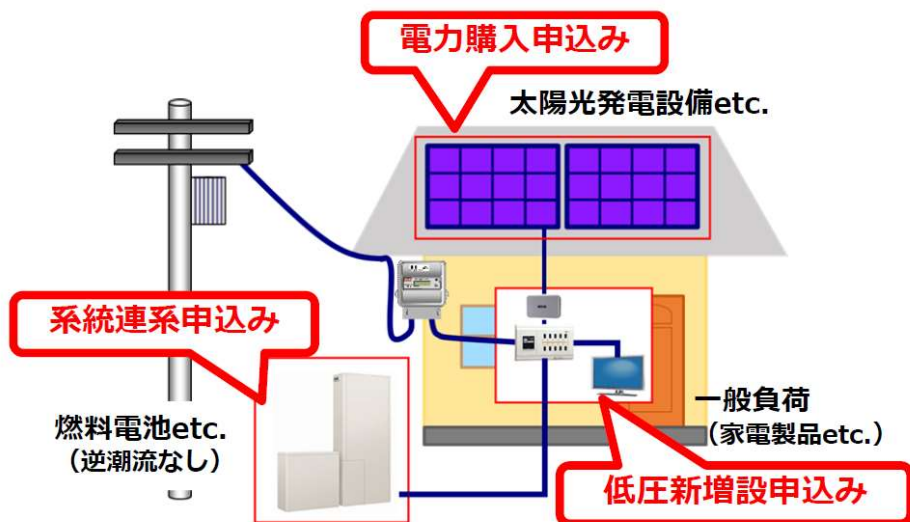 電力購入申込み
太陽光発電設備etc.
系統連系申込み
燃料電池etc.
（逆潮流なし）
一般負荷
（家電製品etc.）
低圧新増設申込み